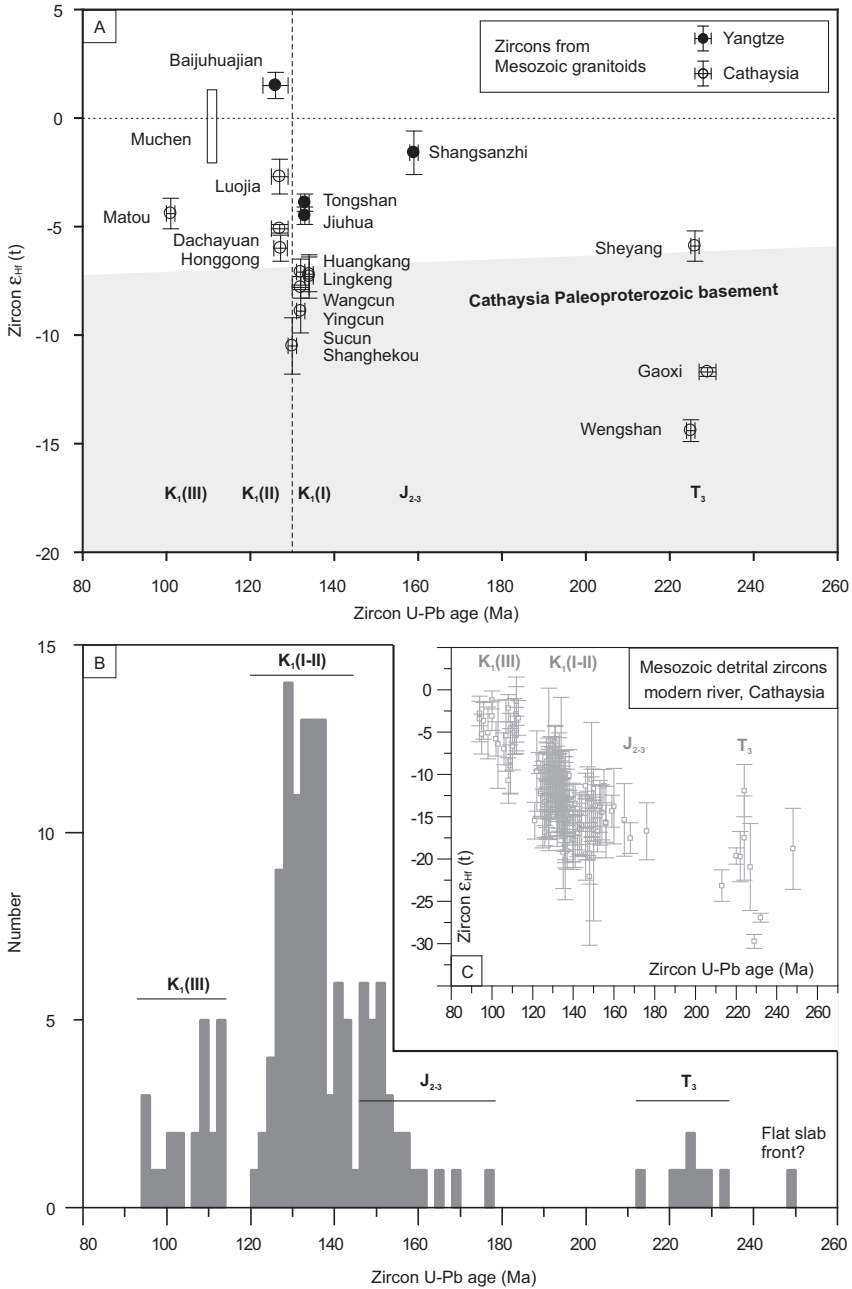 A
Zircons from
Mesozoic granitoids
Yangtze
Cathaysia
Baijuhuajian
Muchen
Shangsanzhi
Luojia
Tongshan
Matou
Jiuhua
Dachayuan
Honggong
Sheyang
Huangkang
Lingkeng
Wangcun
Yingcun
Sucun
Shanghekou
Cathaysia Paleoproterozoic basement
Gaoxi
Wengshan
K1(III)
K1(II)
K1(I)
J2-3
T3
5
0
-5
-10
-15
-20
Zircon εHf (t)
80 100 120 140 160 180 200 220 240 260
Zircon U-Pb age (Ma)
B
15
10
5
0
Number
K1(I-II)
K1(III)
J2-3
T3
Flat slab
front?
80 100 120 140 160 180 200 220 240 260
Zircon U-Pb age (Ma)
C
K1(III)
K1(I-II)
Mesozoic detrital zircons
modern river, Cathaysia
J2-3
T3
0
-5
-10
-15
-20
-25
-30
Zircon εHf (t)
Zircon U-Pb age (Ma)
80 100 120 140 160 180 200 220 240 260